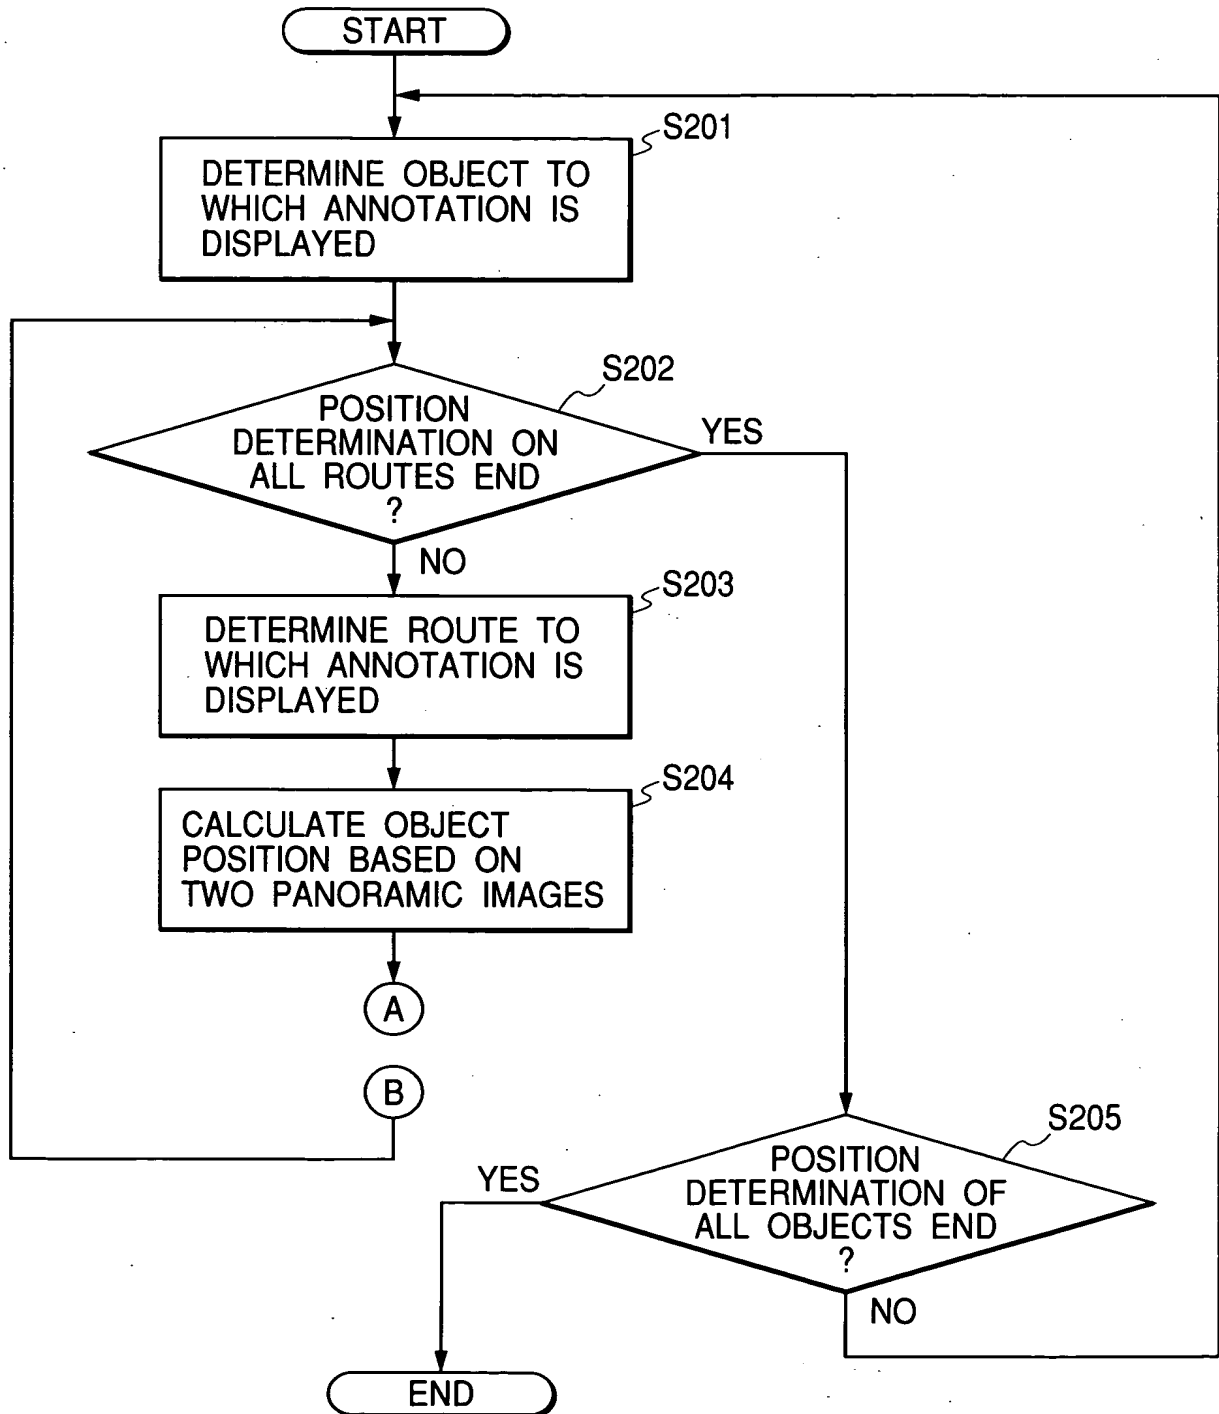 START
S201
DETERMINE OBJECT TO
WHICH ANNOTATION IS
DISPLAYED
S202
POSITION
DETERMINATION ON
ALL ROUTES END
?
YES
NO
S203
DETERMINE ROUTE TO
WHICH ANNOTATION IS
DISPLAYED
S204
CALCULATE OBJECT
POSITION BASED ON
TWO PANORAMIC IMAGES
A
B
S205
POSITION
DETERMINATION OF
ALL OBJECTS END
?
YES
NO
END